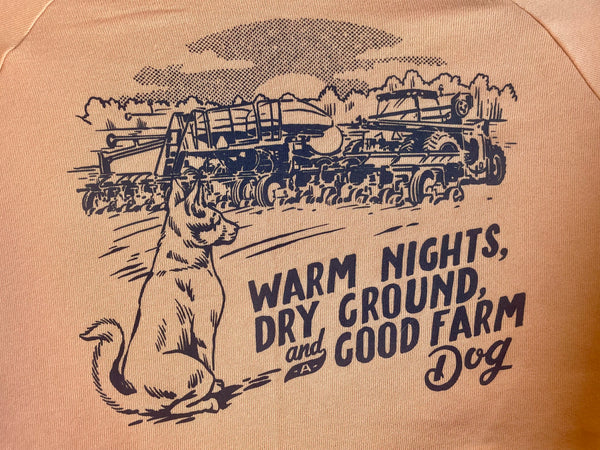 WARM NIGHTS,
DRY GROUND,
and -A- GOOD FARM
Dog